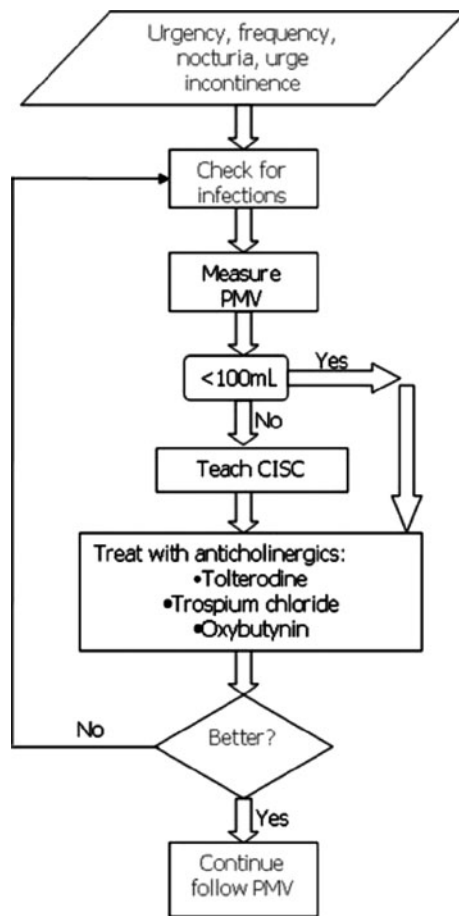 Urgency, frequency,
nocturia, urge
incontinence
Check for
infections
Measure
PMV
<100mL
Yes
No
Teach CISC
Treat with anticholinergics:
•Tolterodine
•Trospium chloride
•Oxybutynin
Better?
No
Yes
Continue
follow PMV